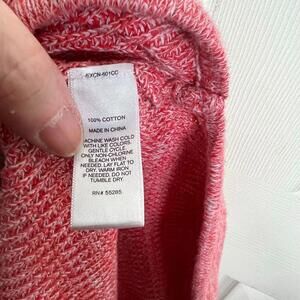 100% COTTON
MADE IN CHINA
MACHINE WASH COLD
WITH LIKE COLORS.
GENTLE CYCLE
ONLY NON-CHLORINE
BLEACH WHEN
NEEDED. LAY FLAT
TO DRY. WARM IRON
IF NEEDED. DO NOT
TUMBLE DRY.
RN# 55285